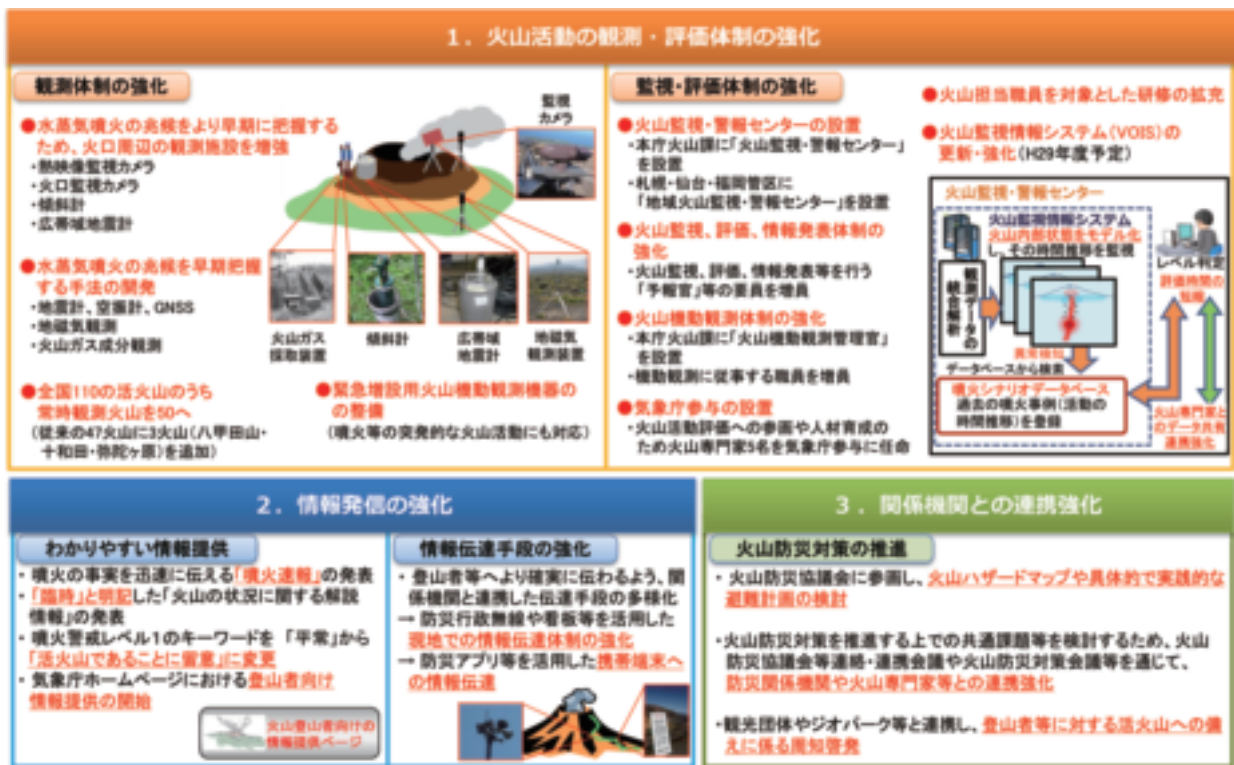 1．火山活動の観測・評価体制の強化
観測体制の強化
●水蒸気噴火の兆候をより早期に把握する
ため、火口周辺の観測施設を増強
・熱映像監視カメラ
・火口監視カメラ
・傾斜計
・広帯域地震計
●水蒸気噴火の兆候を早期把握
する手法の開発
・地震計、空振計、GNSS
・地磁気観測
・火山ガス成分観測
監視
カメラ
火山ガス
採取装置
傾斜計
広帯域
地震計
地磁気
観測装置
●全国110の活火山のうち
常時観測火山を50へ
(従来の47火山に3火山(八甲田山・
十和田・弥陀ヶ原)を追加)
●緊急増設用火山機動観測機器の
の整備
(噴火等の突発的な火山活動にも対応)
監視・評価体制の強化
●火山監視・警報センターの設置
・本庁火山課に「火山監視・警報センター」
を設置
・札幌・仙台・福岡管区に
「地域火山監視・警報センター」を設置
●火山監視、評価、情報発表体制の
強化
・火山監視、評価、情報発表等を行う
「予報官」等の要員を増員
●火山機動観測体制の強化
・本庁火山課に「火山機動観測管理官」
を設置
・機動観測に従事する職員を増員
●気象庁参与の設置
・火山活動評価への参画や人材育成の
ため火山専門家5名を気象庁参与に任命
●火山担当職員を対象とした研修の拡充
●火山監視情報システム(VOIS)の
更新・強化(H29年度予定)
火山監視・警報センター
火山監視情報システム
火山内部状態をモデル化
し、その時間推移を監視
観測データの
統合解析
レベル判定
評価時間の
短縮
異常検知
データベースから検索
噴火シナリオデータベース
過去の噴火事例(活動の
時間推移)を登録
火山専門家と
のデータ共有
連携強化
2．情報発信の強化
わかりやすい情報提供
・噴火の事実を迅速に伝える「噴火速報」の発表
・「臨時」と明記した「火山の状況に関する解説
情報」の発表
・噴火警戒レベル1のキーワードを 「平常」から
「活火山であることに留意」に変更
・気象庁ホームページにおける登山者向け
情報提供の開始
火山登山者向けの
情報提供ページ
情報伝達手段の強化
・登山者等へより確実に伝わるよう、関
係機関と連携した伝達手段の多様化
→ 防災行政無線や看板等を活用した
現地での情報伝達体制の強化
→ 防災アプリ等を活用した携帯端末へ
の情報伝達
3．関係機関との連携強化
火山防災対策の推進
・火山防災協議会に参画し、火山ハザードマップや具体的で実践的な
避難計画の検討
・火山防災対策を推進する上での共通課題等を検討するため、火山
防災協議会等連絡・連携会議や火山防災対策会議等を通じて、
防災関係機関や火山専門家等との連携強化
・観光団体やジオパーク等と連携し、登山者等に対する活火山への備
えに係る周知啓発